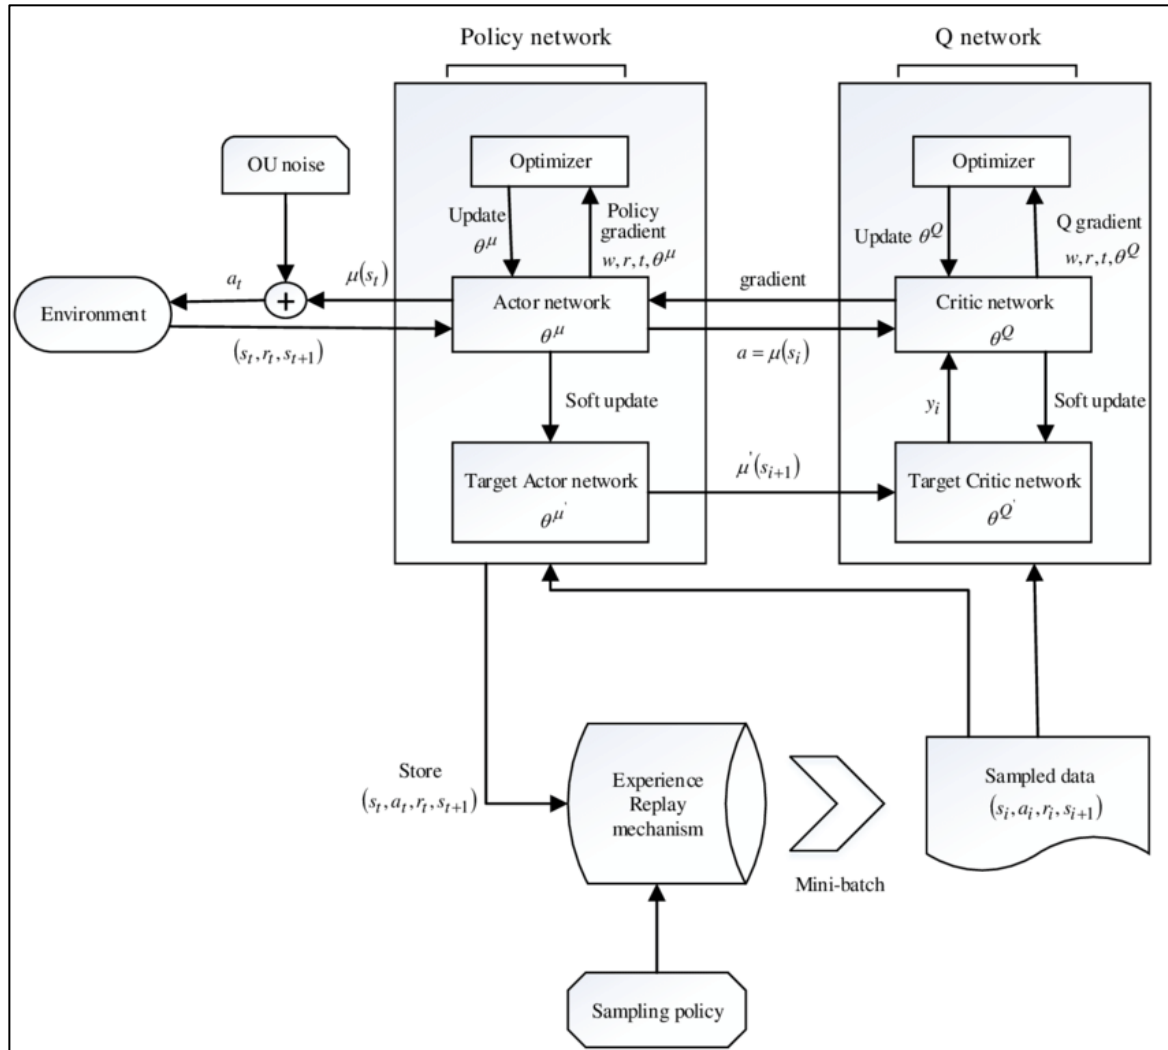 Policy network
Q network
OU noise
Optimizer
Optimizer
Update
θ^μ
Policy
gradient
w, r, t, θ^μ
Update θ^Q
Q gradient
w, r, t, θ^Q
Environment
a_t
+
μ(s_t)
(s_t, r_t, s_{t+1})
Actor network
θ^μ
gradient
a = μ(s_i)
Critic network
θ^Q
Soft update
y_i
Soft update
Target Actor network
θ^{μ'}
μ'(s_{i+1})
Target Critic network
θ^{Q'}
Store
(s_t, a_t, r_t, s_{t+1})
Experience
Replay
mechanism
Mini-batch
Sampled data
(s_i, a_i, r_i, s_{i+1})
Sampling policy